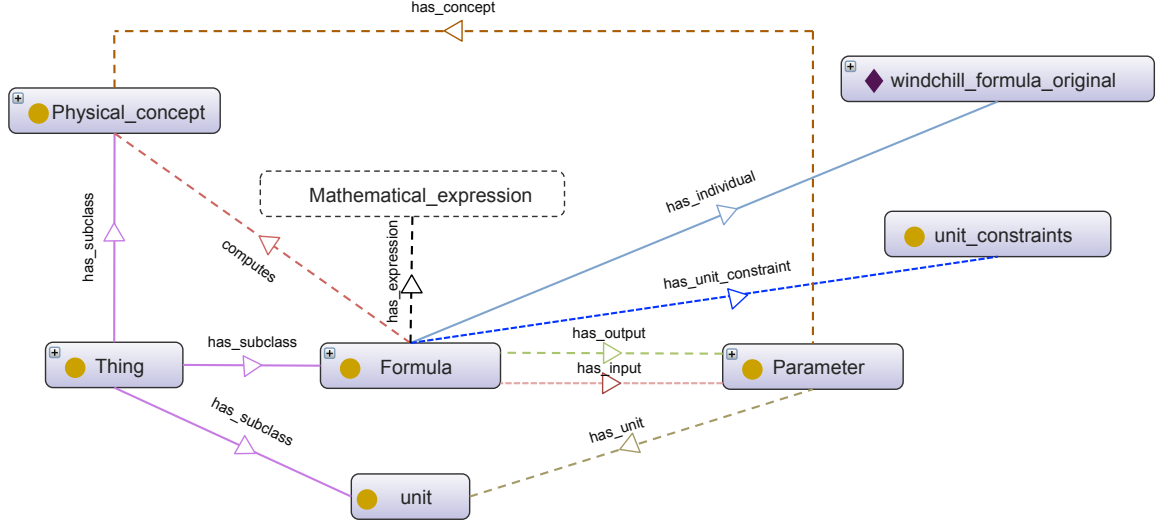 has_concept
windchill_formula_original
Physical_concept
Mathematical_expression
has_individual
unit_constraints
has_subclass
computes
has_expression
has_unit_constraint
has_output
has_subclass
Thing
Formula
has_input
Parameter
has_subclass
has_unit
unit